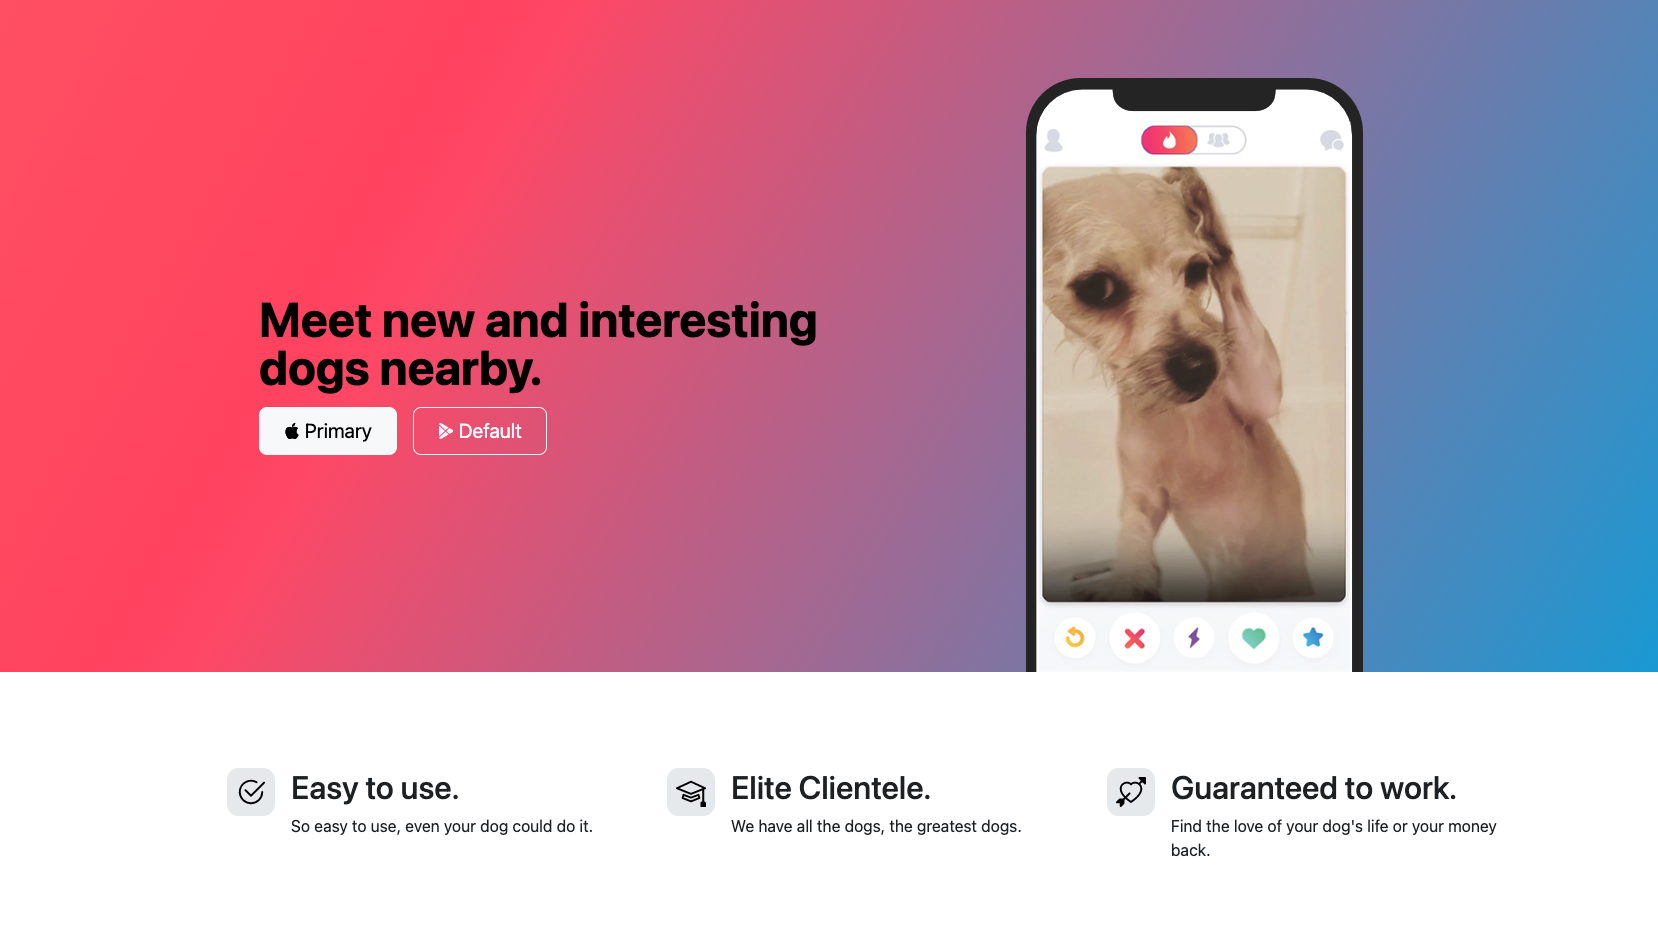 Meet new and interesting
dogs nearby.
Primary
Default
Easy to use.
So easy to use, even your dog could do it.
Elite Clientele.
We have all the dogs, the greatest dogs.
Guaranteed to work.
Find the love of your dog's life or your money
back.